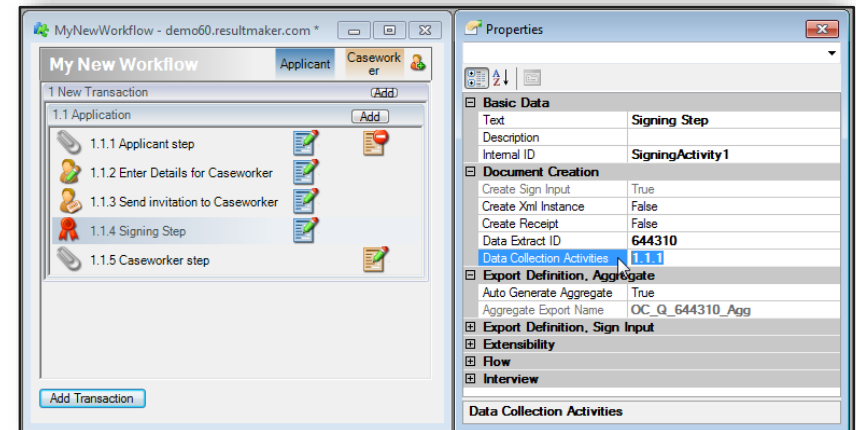 MyNewWorkflow - demo60.resultmaker.com *
My New Workflow
Applicant
Casework
er
1 New Transaction
Add
1.1 Application
Add
1.1.1 Applicant step
1.1.2 Enter Details for Caseworker
1.1.3 Send invitation to Caseworker
1.1.4 Signing Step
1.1.5 Caseworker step
Add Transaction
Properties
Basic Data
Text Signing Step
Description
Internal ID SigningActivity1
Document Creation
Create Sign Input True
Create Xml Instance False
Create Receipt False
Data Extract ID 644310
Data Collection Activities 1.1.1
Export Definition, Aggregate
Auto Generate Aggregate True
Aggregate Export Name OC_Q_644310_Agg
Export Definition, Sign Input
Extensibility
Flow
Interview
Data Collection Activities